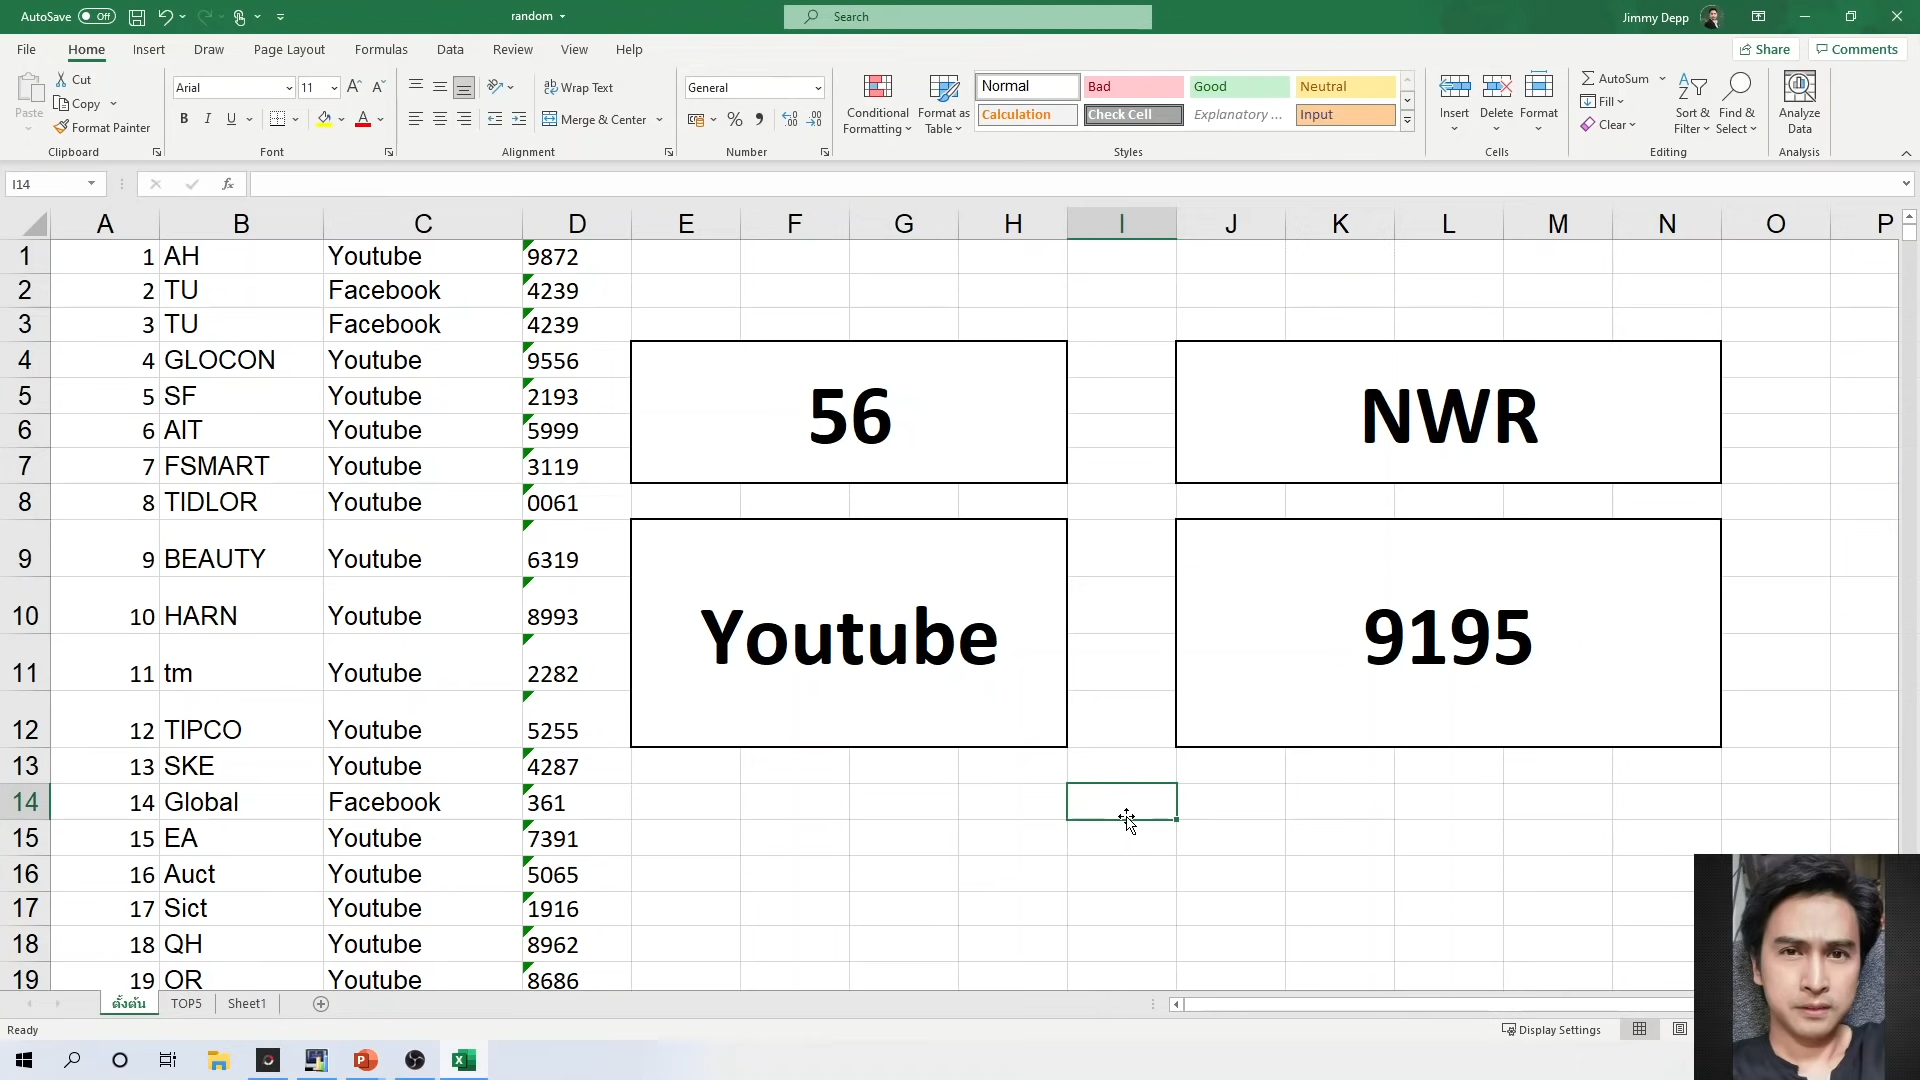 AutoSave Off random Search Jimmy Depp
File Home Insert Draw Page Layout Formulas Data Review View Help Share Comments
Paste Cut Copy Format Painter Clipboard
Arial 11 A A B I U A Font
Wrap Text Merge & Center Alignment
General % Number
Conditional Formatting Format as Table
Normal Bad Good Neutral
Calculation Check Cell Explanatory ... Input
Styles
Insert Delete Format Cells
AutoSum Fill Clear Sort & Filter Find & Select Editing
Analyze Data Analysis
I14 fx
A B C D E F G H I J K L M N O P
1 1 AH Youtube 9872
2 2 TU Facebook 4239
3 3 TU Facebook 4239
4 4 GLOCON Youtube 9556
5 5 SF Youtube 2193
6 6 AIT Youtube 5999
7 7 FSMART Youtube 3119
8 8 TIDLOR Youtube 0061
9 9 BEAUTY Youtube 6319
10 10 HARN Youtube 8993
11 11 tm Youtube 2282
12 12 TIPCO Youtube 5255
13 13 SKE Youtube 4287
14 14 Global Facebook 361
15 15 EA Youtube 7391
16 16 Auct Youtube 5065
17 17 Sict Youtube 1916
18 18 QH Youtube 8962
19 19 OR Youtube 8686
56 NWR
Youtube 9195
ตั้งต้น TOP5 Sheet1
Ready Display Settings